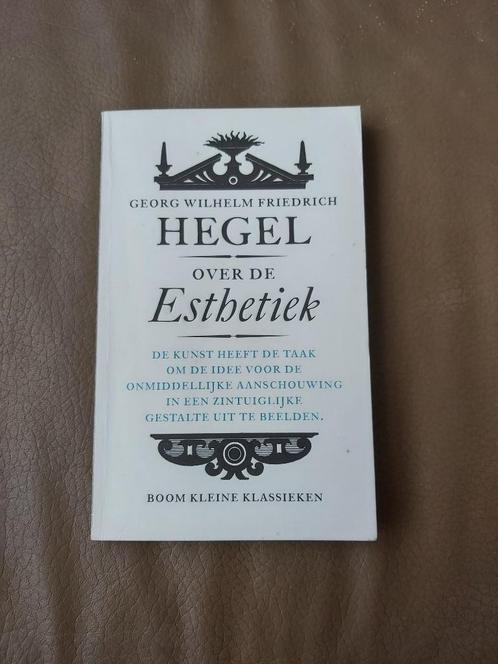 GEORG WILHELM FRIEDRICH
HEGEL
OVER DE
Esthetiek
DE KUNST HEEFT DE TAAK
OM DE IDEE VOOR DE
ONMIDDELLIJKE AANSCHOUWING
IN EEN ZINTUIGLIJKE
GESTALTE UIT TE BEELDEN.
BOOM KLEINE KLASSIEKEN